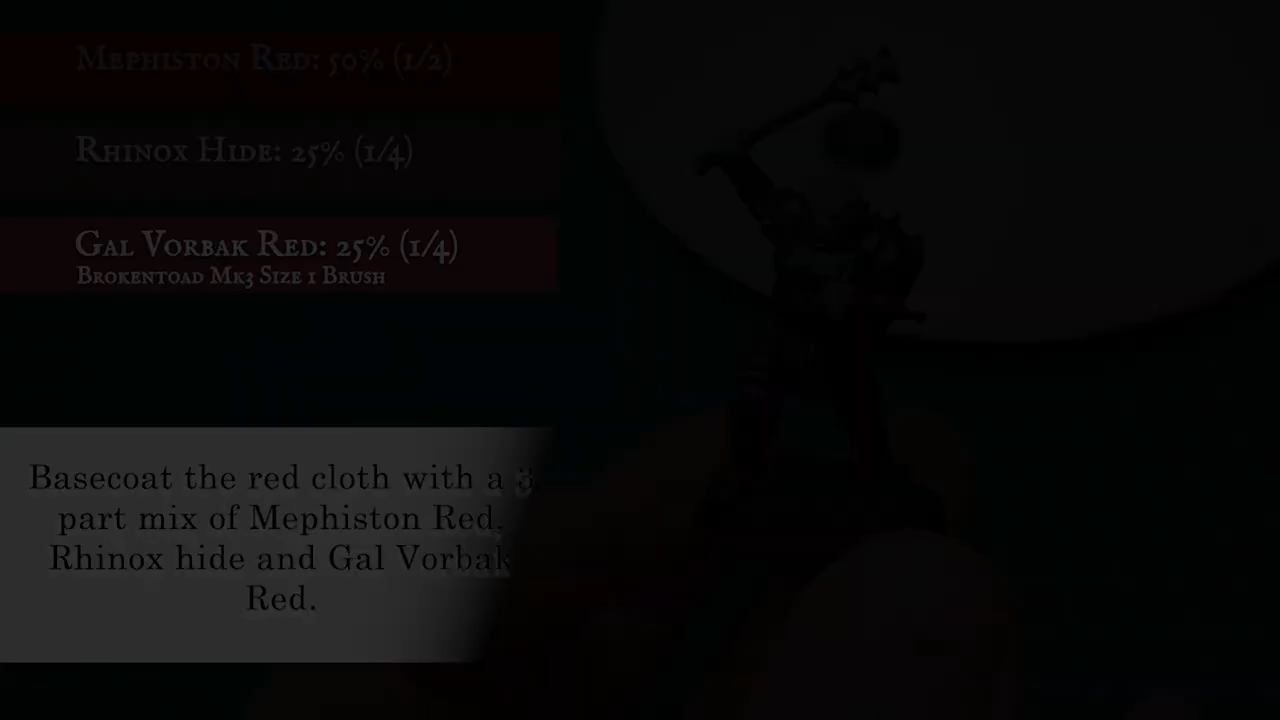 Mephiston Red: 50% (1/2)
Rhinox Hide: 25% (1/4)
Gal Vorbak Red: 25% (1/4)
Brokentoad Mk3 Size 1 Brush
Basecoat the red cloth with a 3
part mix of Mephiston Red,
Rhinox hide and Gal Vorbak
Red.